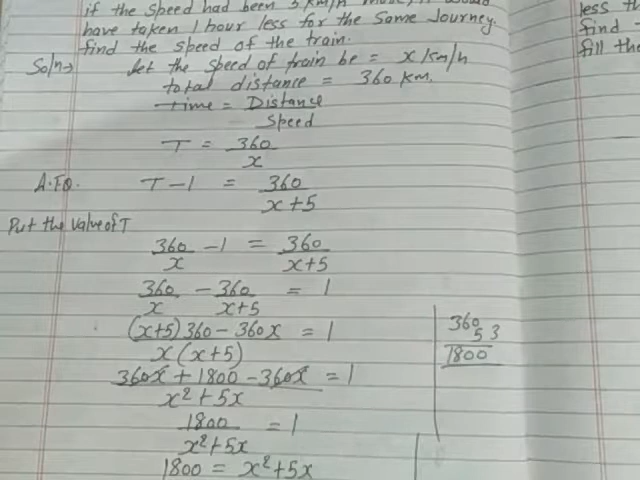 if the speed had been 5 km/h
have taken 1 hour less for the same journey.
find the speed of the train.
Soln→ let the speed of train be = x km/h
total distance = 360 km.
Time = Distance
Speed
T = 360
x
A.T.Q. T - 1 = 360
x+5
Put the value of T
360 - 1 = 360
x x+5
360 - 360 = 1
x x+5
(x+5) 360 - 360x = 1
x (x+5)
360x + 1800 - 360x = 1
x² + 5x
1800 = 1
x²+5x
1800 = x²+5x
360
53
1800
less th
find
fill the